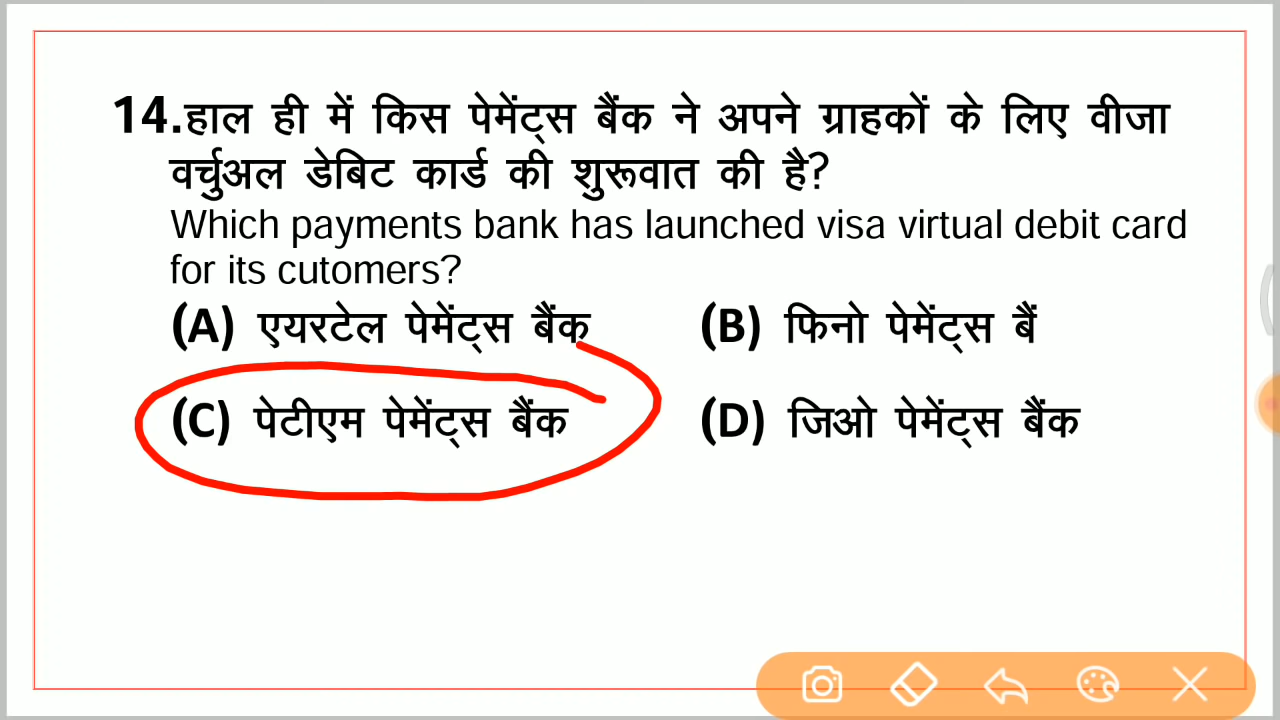 14.हाल ही में किस पेमेंट्स बैंक ने अपने ग्राहकों के लिए वीजा
वर्चुअल डेबिट कार्ड की शुरूवात की है?
Which payments bank has launched visa virtual debit card
for its cutomers?
(A) एयरटेल पेमेंट्स बैंक (B) फिनो पेमेंट्स बैं
(C) पेटीएम पेमेंट्स बैंक (D) जिओ पेमेंट्स बैंक